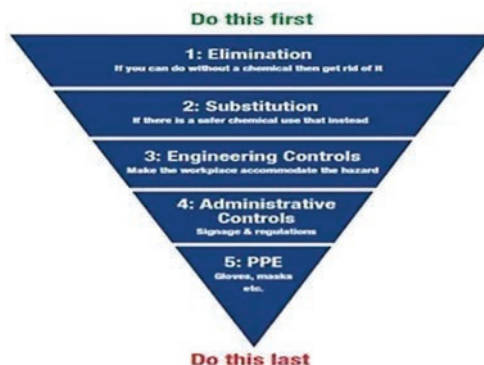 Do this first
1: Elimination
If you can do without a chemical then get rid of it
2: Substitution
If there is a safer chemical use that instead
3: Engineering Controls
Make the workplace accommodate the hazard
4: Administrative
Controls
Signage & regulations
5: PPE
Gloves, masks
etc.
Do this last